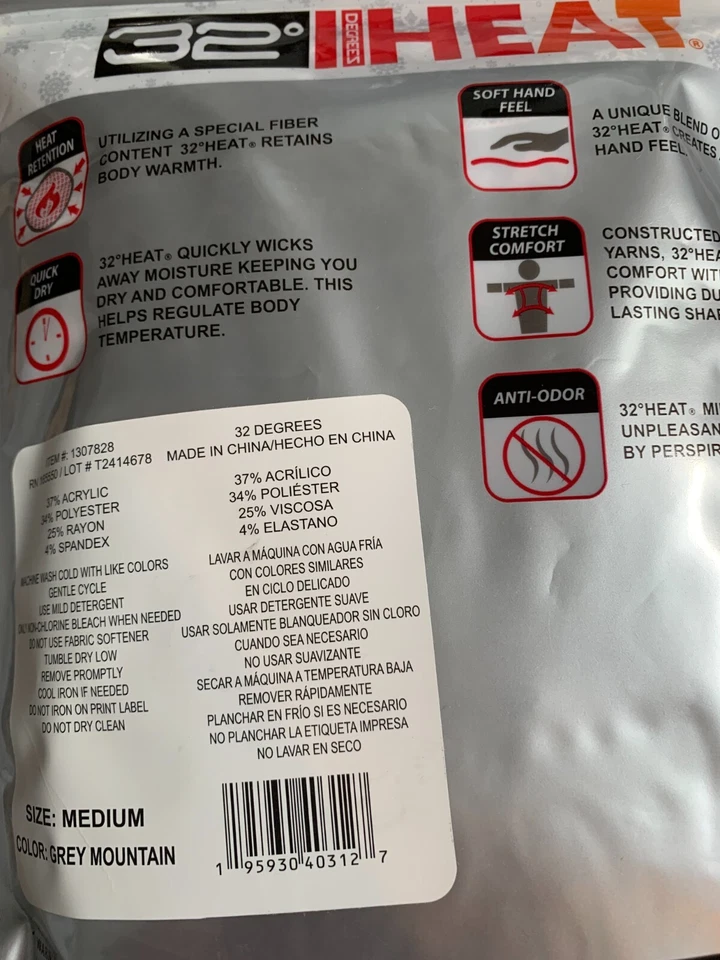 32° DEGREES HEAT®
HEAT
RETENTION
UTILIZING A SPECIAL FIBER
CONTENT 32°HEAT® RETAINS
BODY WARMTH.
QUICK
DRY
32°HEAT® QUICKLY WICKS
AWAY MOISTURE KEEPING YOU
DRY AND COMFORTABLE. THIS
HELPS REGULATE BODY
TEMPERATURE.
SOFT HAND
FEEL
A UNIQUE BLEND
32°HEAT® CREATES
HAND FEEL.
STRETCH
COMFORT
CONSTRUCTED
YARNS, 32°HEA
COMFORT WIT
PROVIDING DU
LASTING SHA
ANTI-ODOR
32°HEAT® MI
UNPLEASAN
BY PERSPIR
ITEM #: 1307828
RN / LOT # T2414678
37% ACRYLIC
34% POLYESTER
25% RAYON
4% SPANDEX
MACHINE WASH COLD WITH LIKE COLORS
GENTLE CYCLE
USE MILD DETERGENT
ONLY NON-CHLORINE BLEACH WHEN NEEDED
DO NOT USE FABRIC SOFTENER
TUMBLE DRY LOW
REMOVE PROMPTLY
COOL IRON IF NEEDED
DO NOT IRON ON PRINT LABEL
DO NOT DRY CLEAN
32 DEGREES
MADE IN CHINA/HECHO EN CHINA
37% ACRÍLICO
34% POLIÉSTER
25% VISCOSA
4% ELASTANO
LAVAR A MÁQUINA CON AGUA FRÍA
CON COLORES SIMILARES
EN CICLO DELICADO
USAR DETERGENTE SUAVE
USAR SOLAMENTE BLANQUEADOR SIN CLORO
CUANDO SEA NECESARIO
NO USAR SUAVIZANTE
SECAR A MÁQUINA A TEMPERATURA BAJA
REMOVER RÁPIDAMENTE
PLANCHAR EN FRÍO SI ES NECESARIO
NO PLANCHAR LA ETIQUETA IMPRESA
NO LAVAR EN SECO
SIZE: MEDIUM
COLOR: GREY MOUNTAIN
1 95930 40312 7